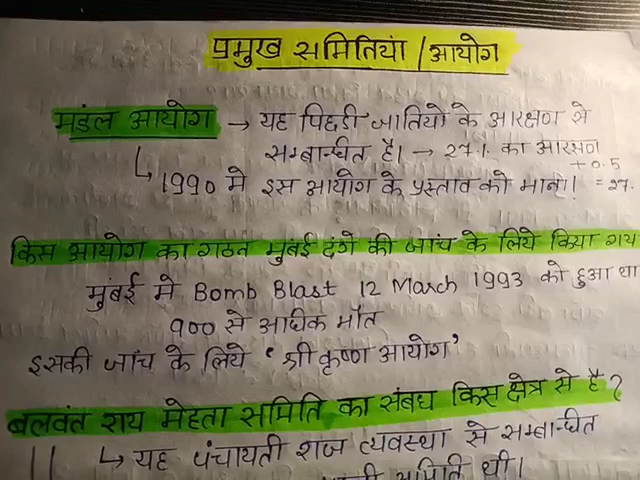 प्रमुख समितियां / आयोग
मंडल आयोग → यह पिछडी जातियो के आरक्षण से
सम्बान्धित है। → 27% का आरक्षण
+ 0.5
1990 मे इस आयोग के प्रस्ताव को माना। = 27.
किस आयोग का गठन मुंबई दंगे की जांच के लिये किया गय
मुंबई मे Bomb Blast 12 March 1993 को हुआ था
900 से अधिक मौत
इसकी जांच के लिये ' श्री कृष्ण आयोग'
बलवंत राय मेहता समिति का संबध किस क्षेत्र से है?
↳ यह पंचायती राज व्यवस्था से सम्बान्धित
समिति थी।